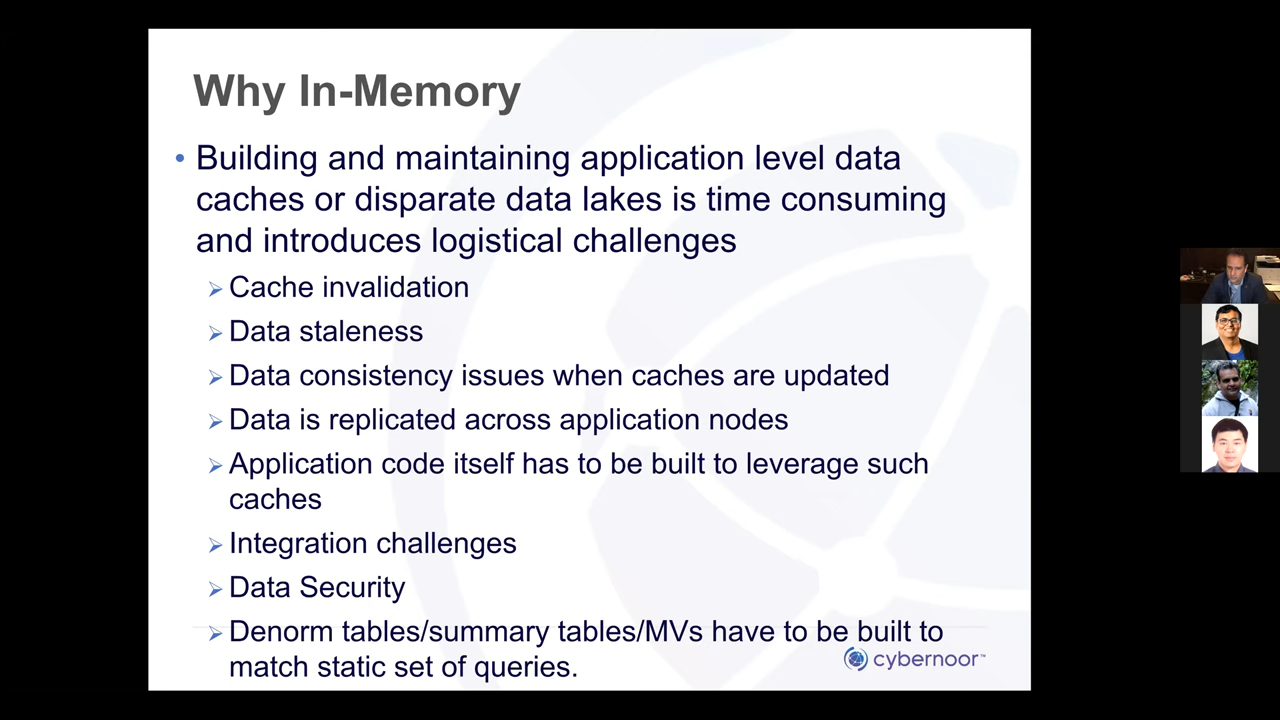 Why In-Memory
• Building and maintaining application level data
caches or disparate data lakes is time consuming
and introduces logistical challenges
➢ Cache invalidation
➢ Data staleness
➢ Data consistency issues when caches are updated
➢ Data is replicated across application nodes
➢ Application code itself has to be built to leverage such
caches
➢ Integration challenges
➢ Data Security
➢ Denorm tables/summary tables/MVs have to be built to
match static set of queries.
cybernoor™